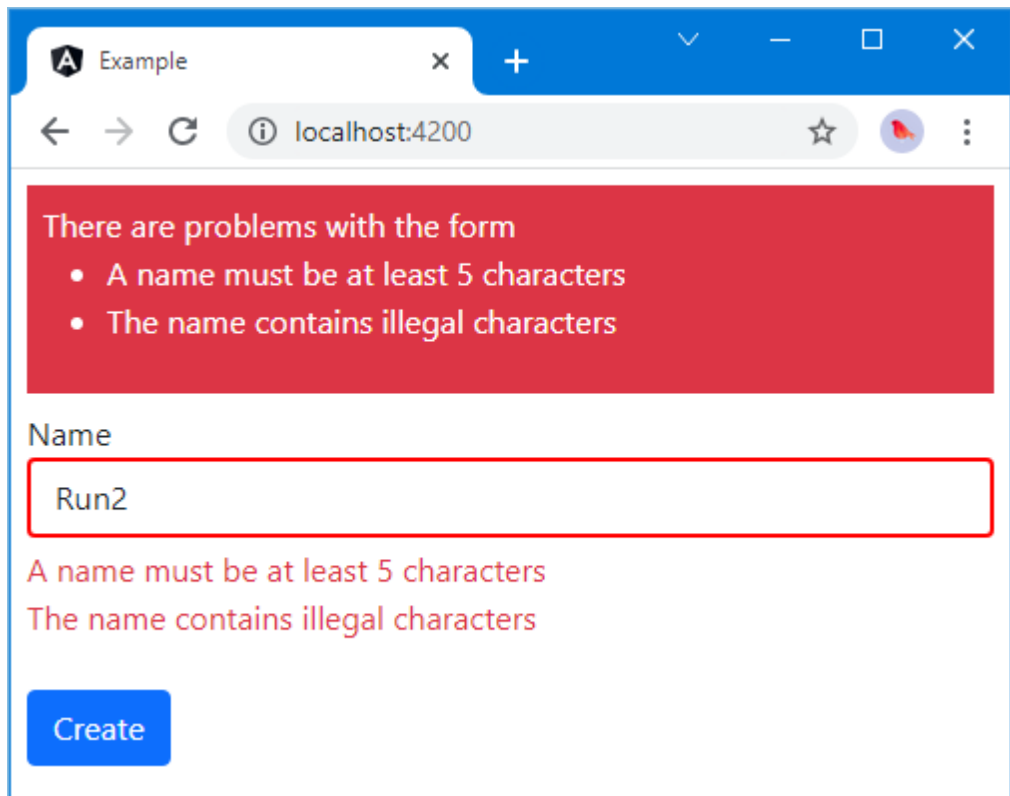 Example
localhost:4200
There are problems with the form
A name must be at least 5 characters
The name contains illegal characters
Name
Run2
A name must be at least 5 characters
The name contains illegal characters
Create